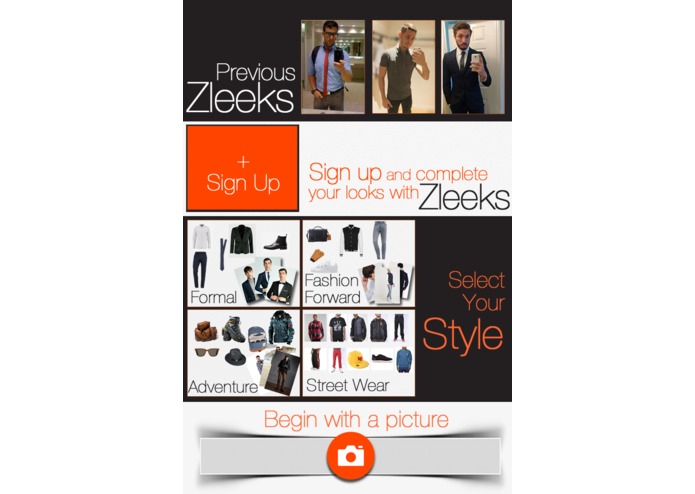 Previous
Zleeks
+
Sign Up
Sign up and complete
your looks with Zleeks
Formal
Fashion
Forward
Select
Your
Style
Adventure
Street Wear
Begin with a picture